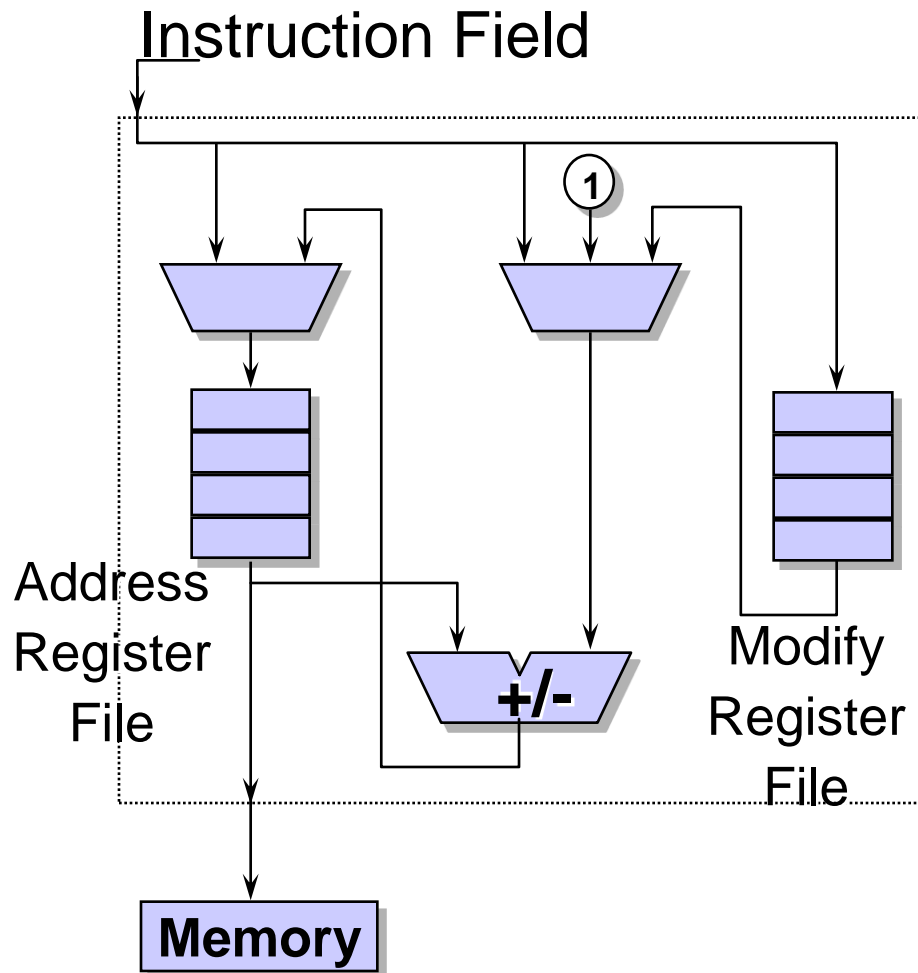 Instruction Field
1
Address
Register
File
+/-
Modify
Register
File
Memory